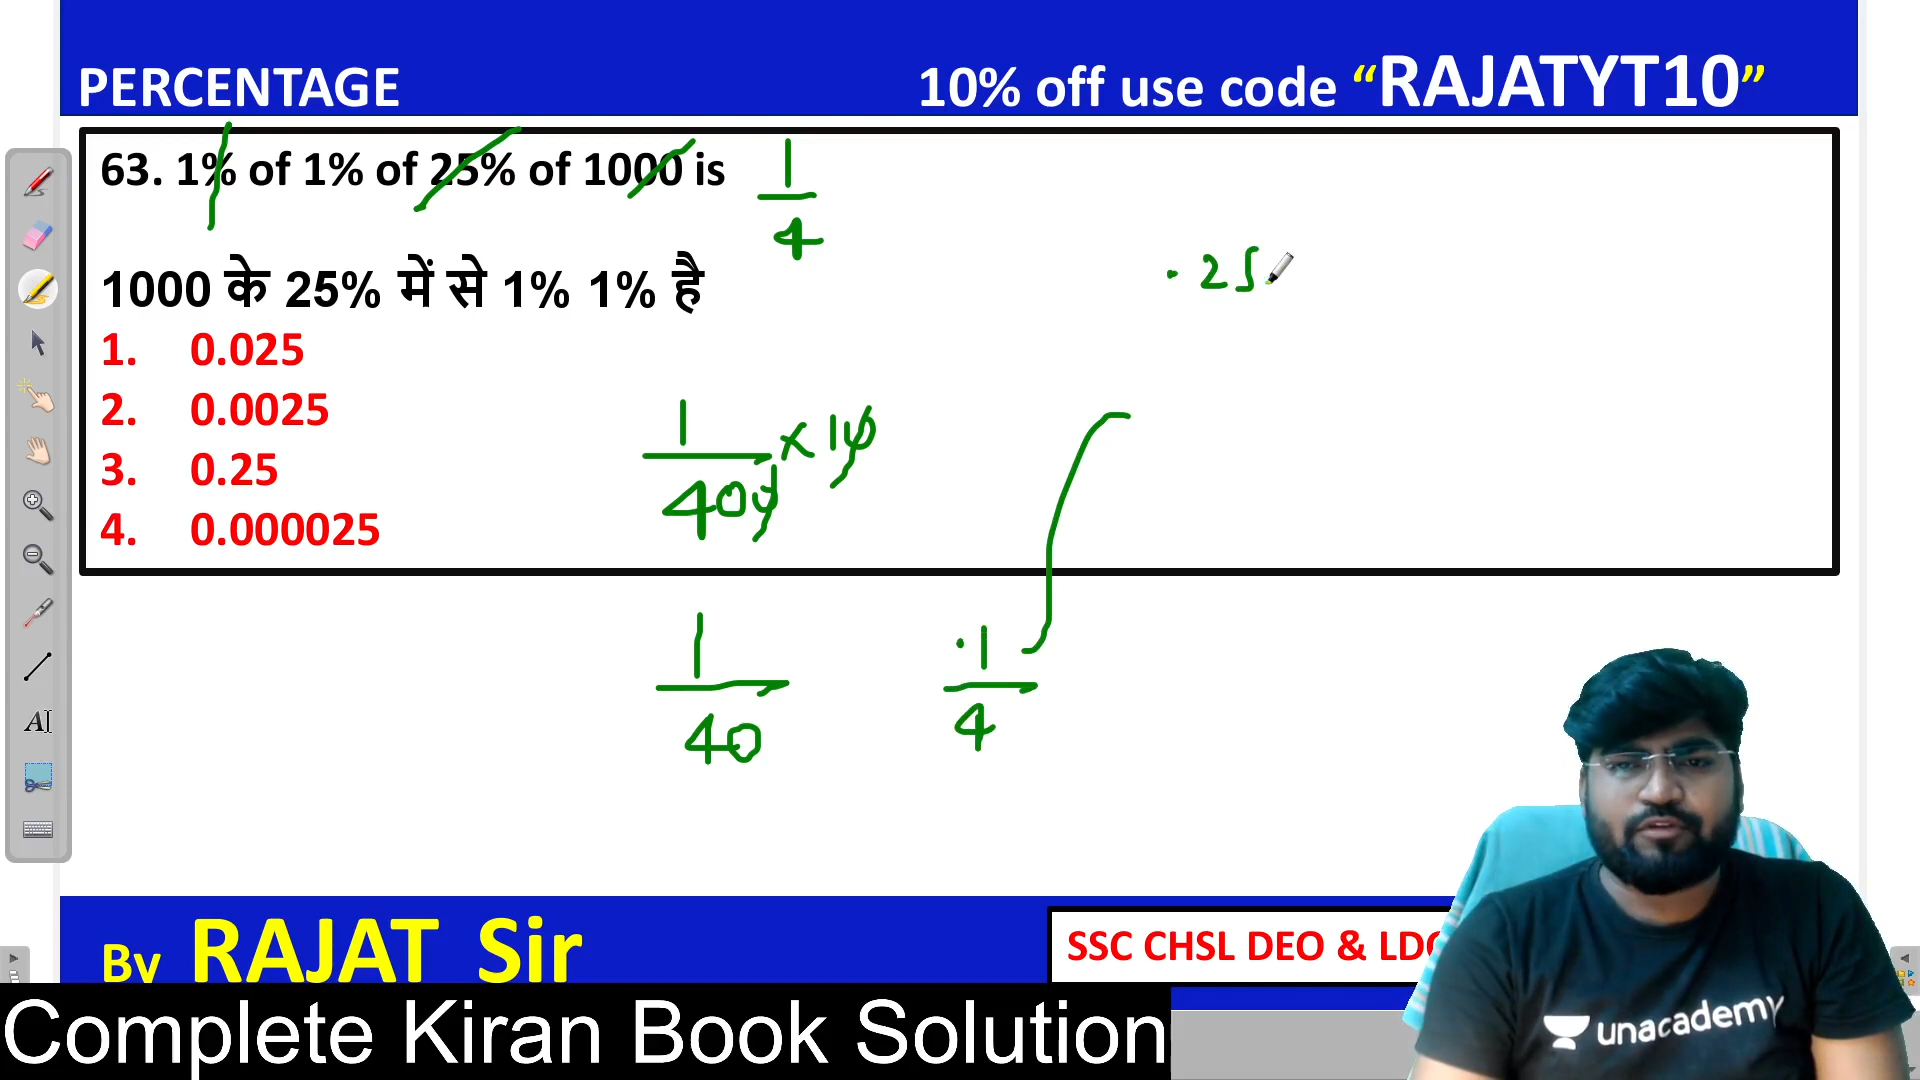 PERCENTAGE
10% off use code “RAJATYT10”
63. 1% of 1% of 25% of 1000 is
1
4
1000 के 25% में से 1% 1% है
.25
1. 0.025
2. 0.0025
3. 0.25
4. 0.000025
1
400
x 10
1
40
.1
4
By RAJAT Sir
SSC CHSL DEO & LDC
Complete Kiran Book Solution
unacademy
AI